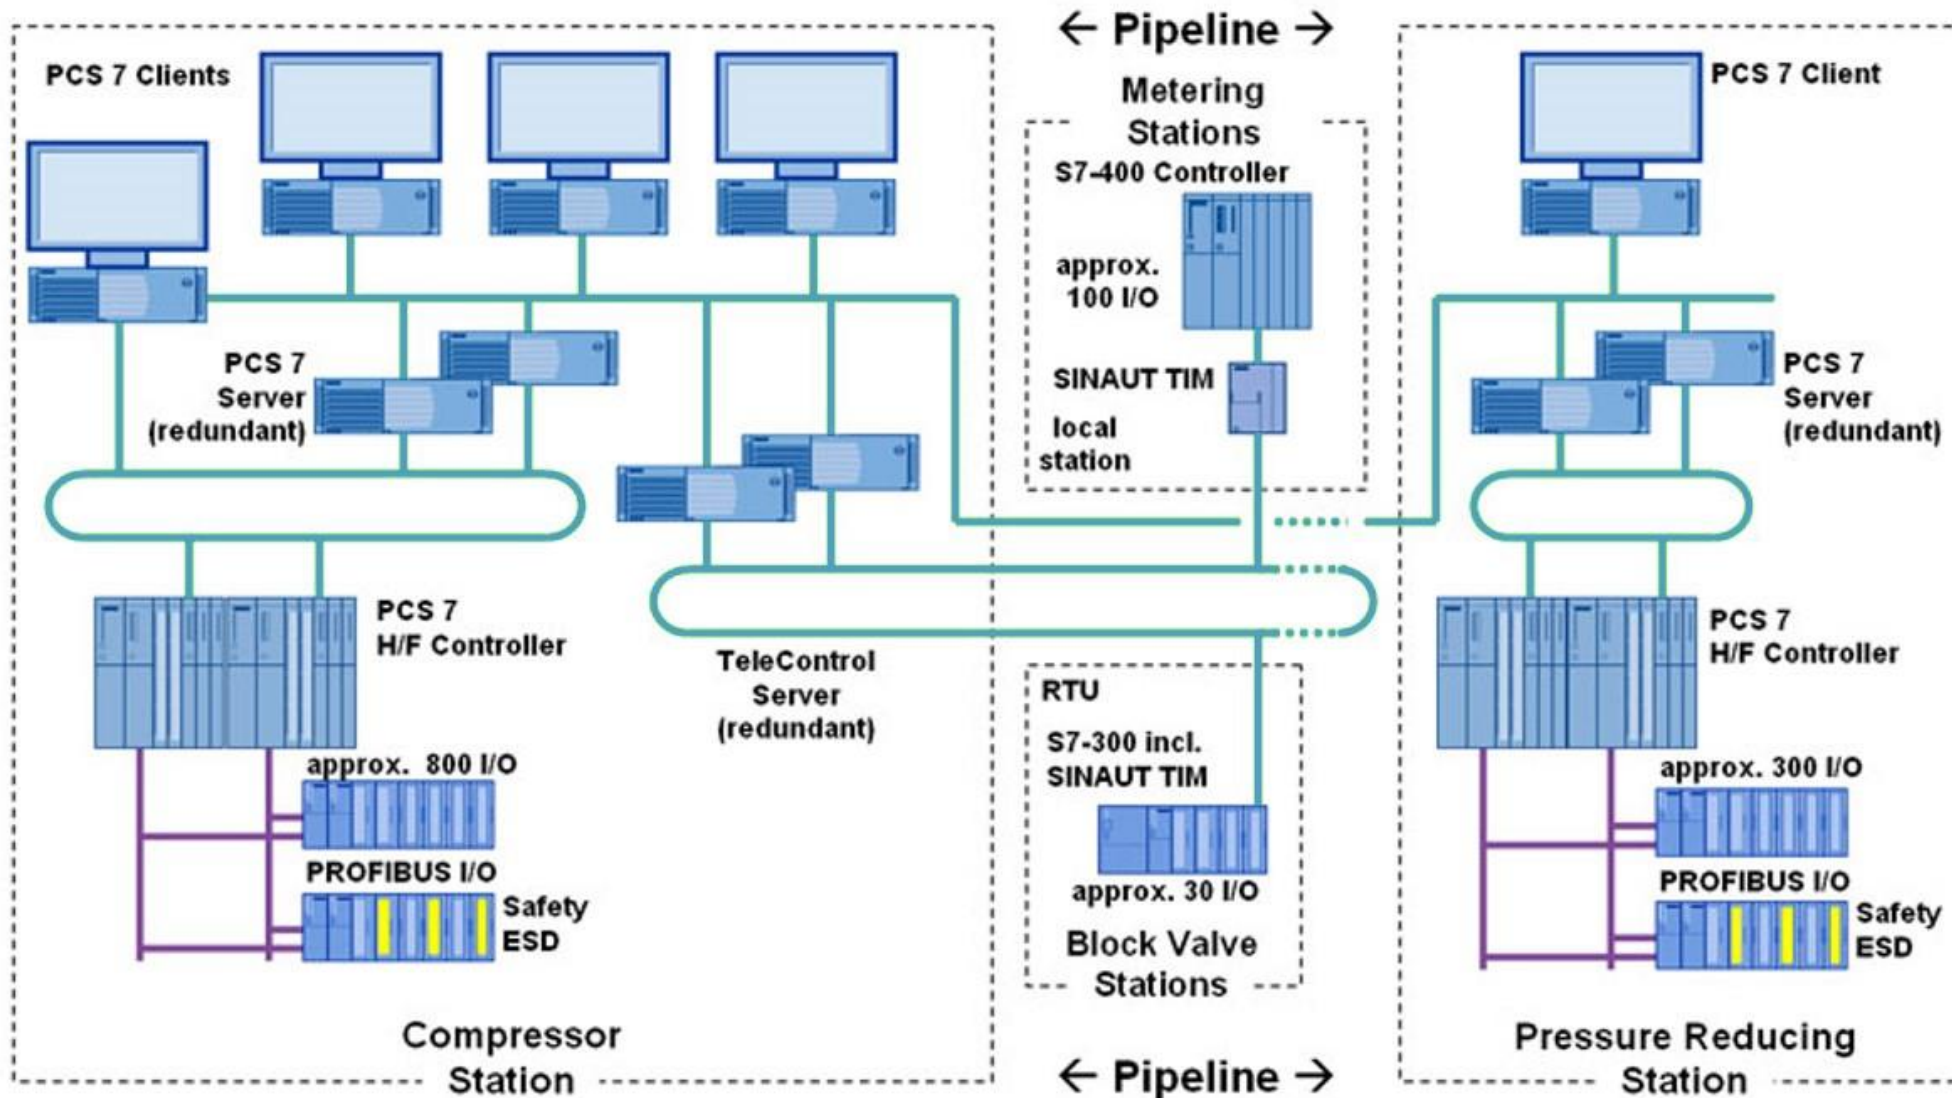 PCS 7 Clients
PCS 7
Server
(redundant)
PCS 7
H/F Controller
approx. 800 I/O
PROFIBUS I/O
Safety
ESD
TeleControl
Server
(redundant)
Compressor
Station
← Pipeline →
Metering
Stations
S7-400 Controller
approx.
100 I/O
SINAUT TIM
local
station
RTU
S7-300 incl.
SINAUT TIM
approx. 30 I/O
Block Valve
Stations
← Pipeline →
PCS 7 Client
PCS 7
Server
(redundant)
PCS 7
H/F Controller
approx. 300 I/O
PROFIBUS I/O
Safety
ESD
Pressure Reducing
Station